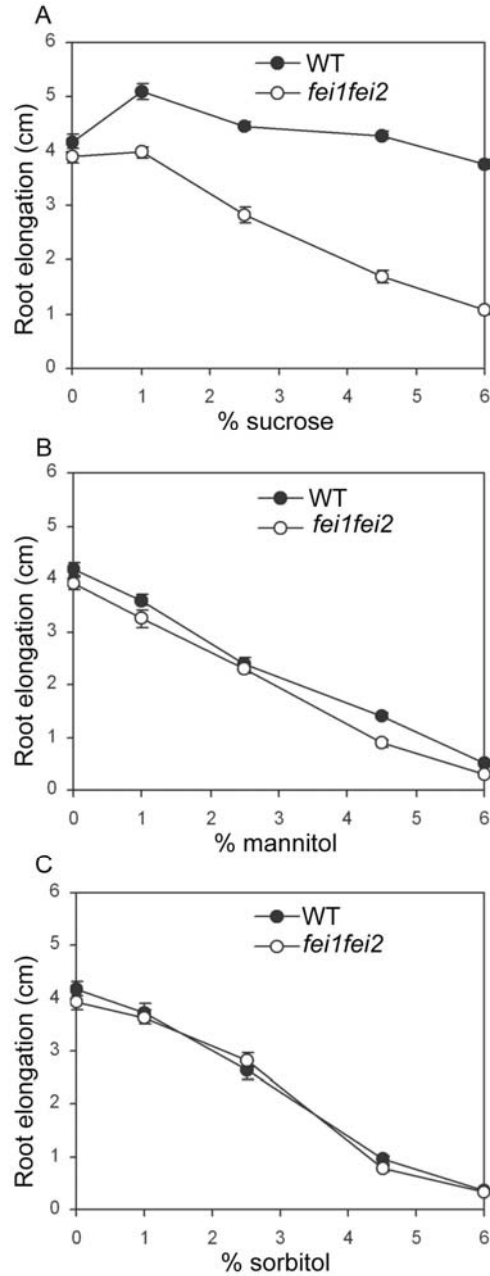 A
WT
fei1fei2
Root elongation (cm)
6
5
4
3
2
1
0
0 1 2 3 4 5 6
% sucrose
B
WT
fei1fei2
Root elongation (cm)
6
5
4
3
2
1
0
0 1 2 3 4 5 6
% mannitol
C
WT
fei1fei2
Root elongation (cm)
6
5
4
3
2
1
0
0 1 2 3 4 5 6
% sorbitol